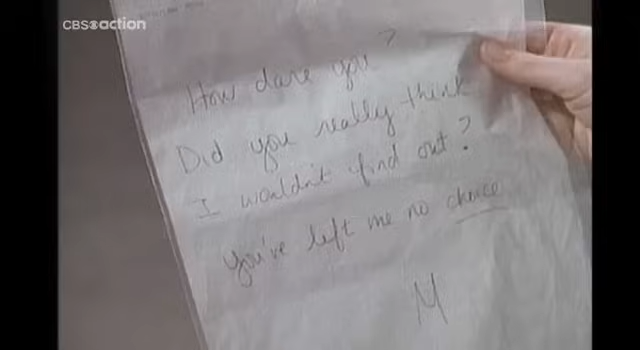 CBS action
How dare you?
Did you really think
I wouldn't find out?
You've left me no choice
M